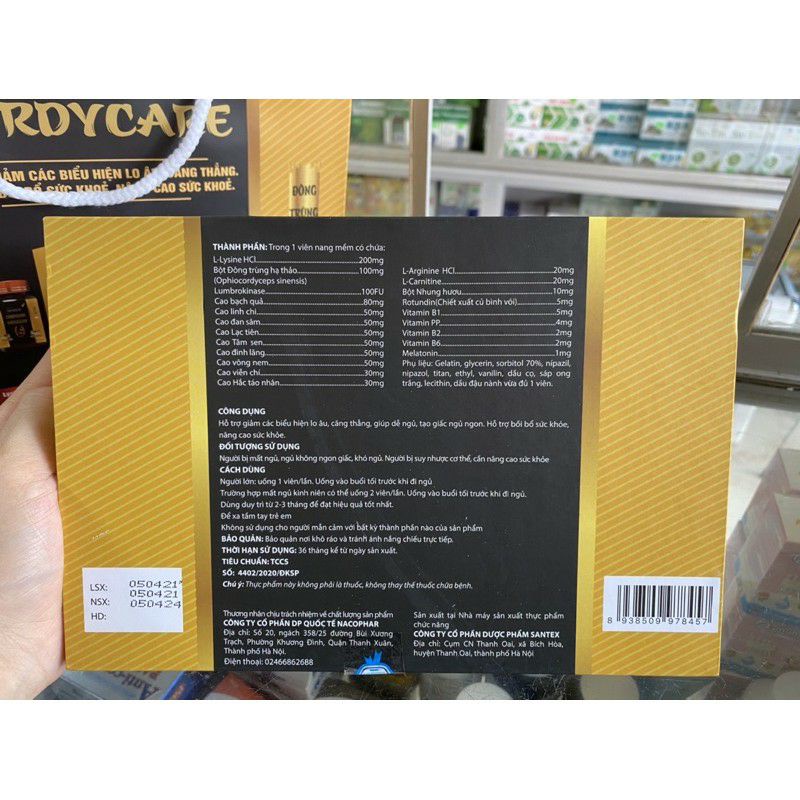 RDYCARE
ẢM CÁC BIỂU HIỆN LO ÂU
ẰNG THẲNG.
BỔ SỨC KHOẺ,
CAO SỨC KHOẺ.
ĐÔNG
TRÙNG
THÀNH PHẦN: Trong 1 viên nang mềm có chứa:
L-Lysine HCl 200mg
Bột Đông trùng hạ thảo 100mg
(Ophiocordyceps sinensis)
Lumbrokinase 100FU
Cao bạch quả 80mg
Cao linh chi 50mg
Cao đan sâm 50mg
Cao Lạc tiên 50mg
Cao Tâm sen 50mg
Cao đinh lăng 50mg
Cao vông nem 50mg
Cao viễn chí 30mg
Cao Hắc táo nhân 30mg
L-Arginine HCl 20mg
L-Carnitine 20mg
Bột Nhung hươu 10mg
Rotundin(Chiết xuất củ bình vôi) 5mg
Vitamin B1 5mg
Vitamin PP 4mg
Vitamin B2 2mg
Vitamin B6 2mg
Melatonin 1mg
Phụ liệu: Gelatin, glycerin, sorbitol 70%, nipazil,
nipazol, titan, ethyl, vanilin, dầu cọ, sáp ong
trắng, lecithin, dầu đậu nành vừa đủ 1 viên.
CÔNG DỤNG
Hỗ trợ giảm các biểu hiện lo âu, căng thẳng, giúp dễ ngủ, tạo giấc ngủ ngon. Hỗ trợ bồi bổ sức khỏe,
nâng cao sức khỏe.
ĐỐI TƯỢNG SỬ DỤNG
Người bị mất ngủ, ngủ không ngon giấc, khó ngủ. Người bị suy nhược cơ thể, cần nâng cao sức khỏe
CÁCH DÙNG
Người lớn: uống 1 viên/lần. Uống vào buổi tối trước khi đi ngủ
Trường hợp mất ngủ kinh niên có thể uống 2 viên/lần. Uống vào buổi tối trước khi đi ngủ.
Dùng duy trì từ 2-3 tháng để đạt hiệu quả tốt nhất.
Để xa tầm tay trẻ em
Không sử dụng cho người mẫn cảm với bất kỳ thành phần nào của sản phẩm
BẢO QUẢN: Bảo quản nơi khô ráo và tránh ánh nắng chiếu trực tiếp.
THỜI HẠN SỬ DỤNG: 36 tháng kể từ ngày sản xuất.
TIÊU CHUẨN: TCCS
SỐ: 4402/2020/ĐKSP
Chú ý: Thực phẩm này không phải là thuốc, không thay thế thuốc chữa bệnh.
LSX: 050421
NSX: 050421
HD: 050424
Thương nhân chịu trách nhiệm về chất lượng sản phẩm
CÔNG TY CỔ PHẦN DP QUỐC TẾ NACOPHAR
Địa chỉ: Số 20, ngách 358/25 đường Bùi Xương
Trạch, Phường Khương Đình, Quận Thanh Xuân,
Thành phố Hà Nội.
Điện thoại: 02466862688
Sản xuất tại Nhà máy sản xuất thực phẩm
chức năng
CÔNG TY CỔ PHẦN DƯỢC PHẨM SANTEX
Địa chỉ: Cụm CN Thanh Oai, xã Bích Hòa,
huyện Thanh Oai, thành phố Hà Nội
8 938509 978457